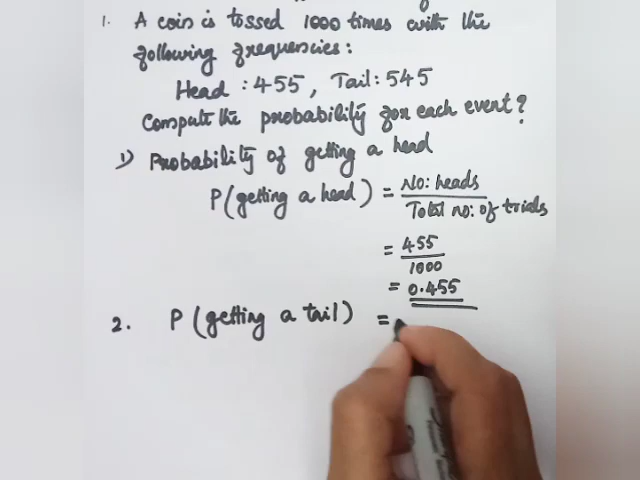 1. A coin is tossed 1000 times with the
following frequencies:
Head : 455, Tail: 545
Compute the probability for each event?
1) Probability of getting a head
P(getting a head) = No: heads / Total no: of trials
= 455 / 1000
= 0.455
2. P (getting a tail) =